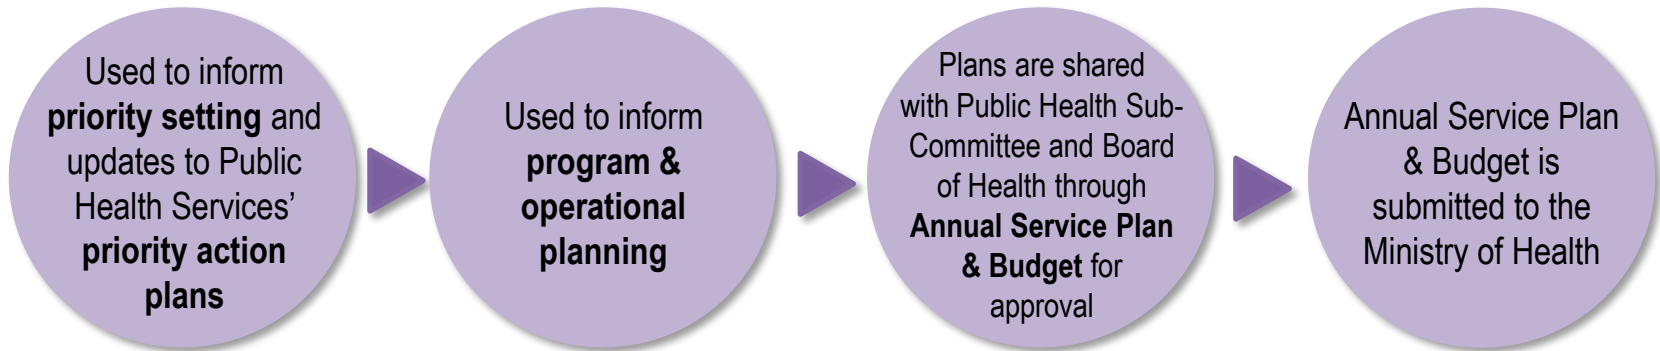 Used to inform
priority setting and
updates to Public
Health Services’
priority action
plans
Used to inform
program &
operational
planning
Plans are shared
with Public Health Sub-
Committee and Board
of Health through
Annual Service Plan
& Budget for
approval
Annual Service Plan
& Budget is
submitted to the
Ministry of Health